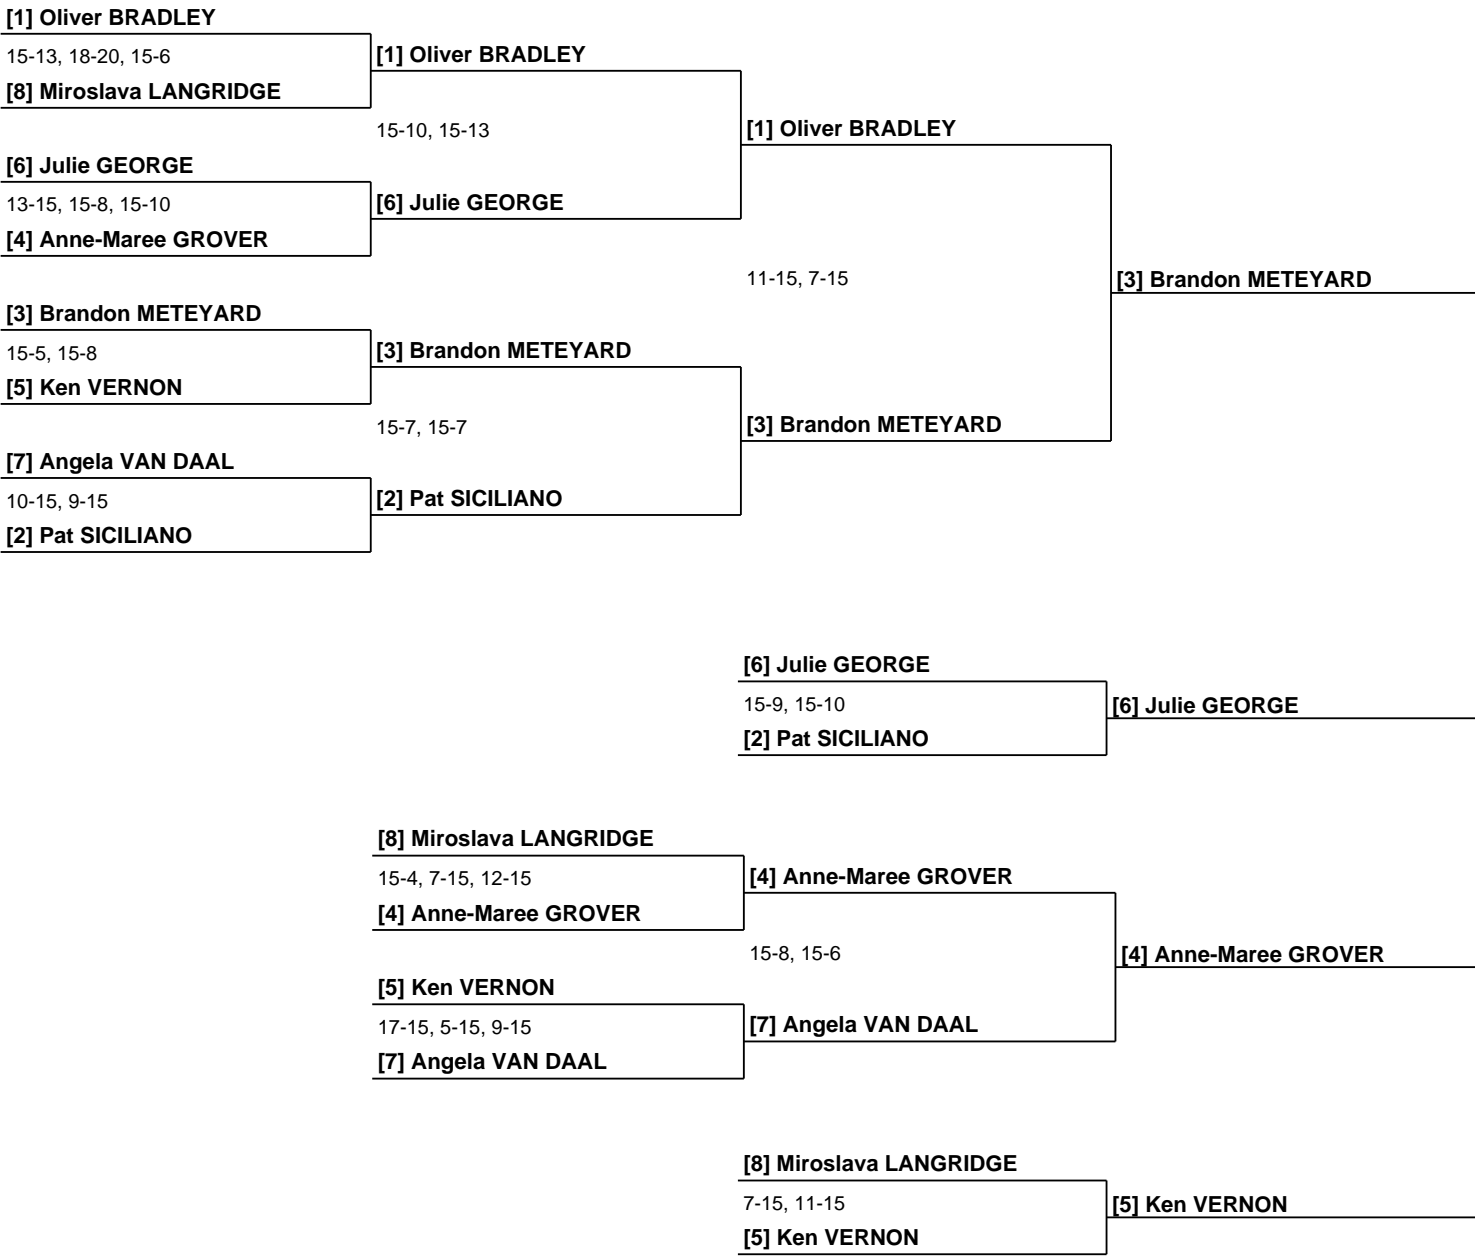 [1] Oliver BRADLEY
15-13, 18-20, 15-6
[1] Oliver BRADLEY
[8] Miroslava LANGRIDGE
15-10, 15-13
[1] Oliver BRADLEY
[6] Julie GEORGE
13-15, 15-8, 15-10
[6] Julie GEORGE
[4] Anne-Maree GROVER
11-15, 7-15
[3] Brandon METEYARD
[3] Brandon METEYARD
15-5, 15-8
[3] Brandon METEYARD
[5] Ken VERNON
15-7, 15-7
[3] Brandon METEYARD
[7] Angela VAN DAAL
10-15, 9-15
[2] Pat SICILIANO
[2] Pat SICILIANO
[6] Julie GEORGE
15-9, 15-10
[6] Julie GEORGE
[2] Pat SICILIANO
[8] Miroslava LANGRIDGE
15-4, 7-15, 12-15
[4] Anne-Maree GROVER
[4] Anne-Maree GROVER
15-8, 15-6
[4] Anne-Maree GROVER
[5] Ken VERNON
17-15, 5-15, 9-15
[7] Angela VAN DAAL
[7] Angela VAN DAAL
[8] Miroslava LANGRIDGE
7-15, 11-15
[5] Ken VERNON
[5] Ken VERNON